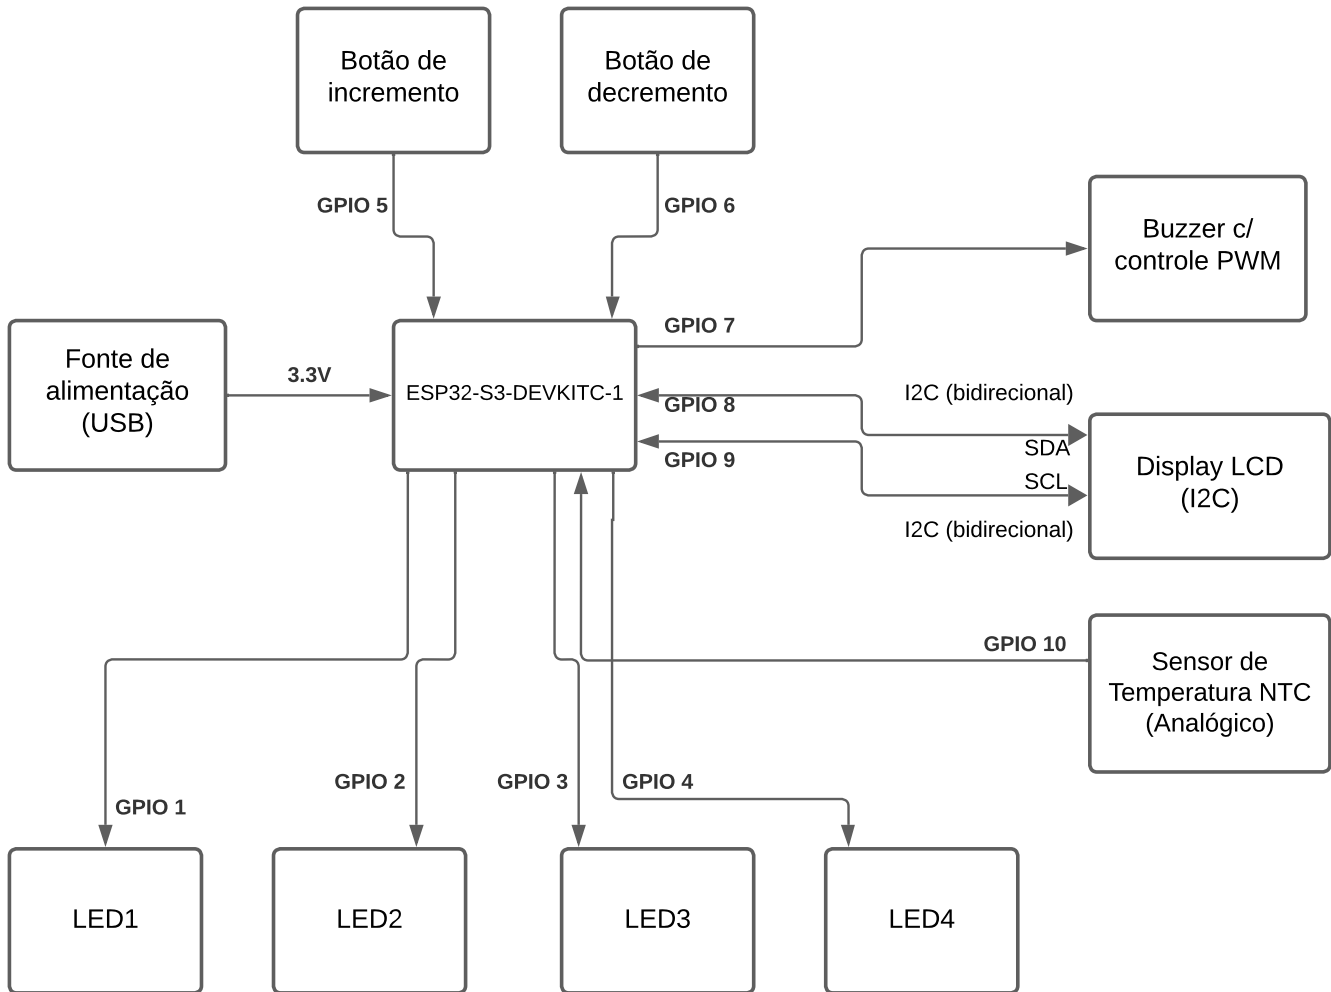 Botão de
incremento
Botão de
decremento
GPIO 5
GPIO 6
Buzzer c/
controle PWM
GPIO 7
Fonte de
alimentação
(USB)
3.3V
ESP32-S3-DEVKITC-1
I2C (bidirecional)
GPIO 8
SDA
GPIO 9
SCL
Display LCD
(I2C)
I2C (bidirecional)
GPIO 10
Sensor de
Temperatura NTC
(Analógico)
GPIO 1
GPIO 2
GPIO 3
GPIO 4
LED1
LED2
LED3
LED4